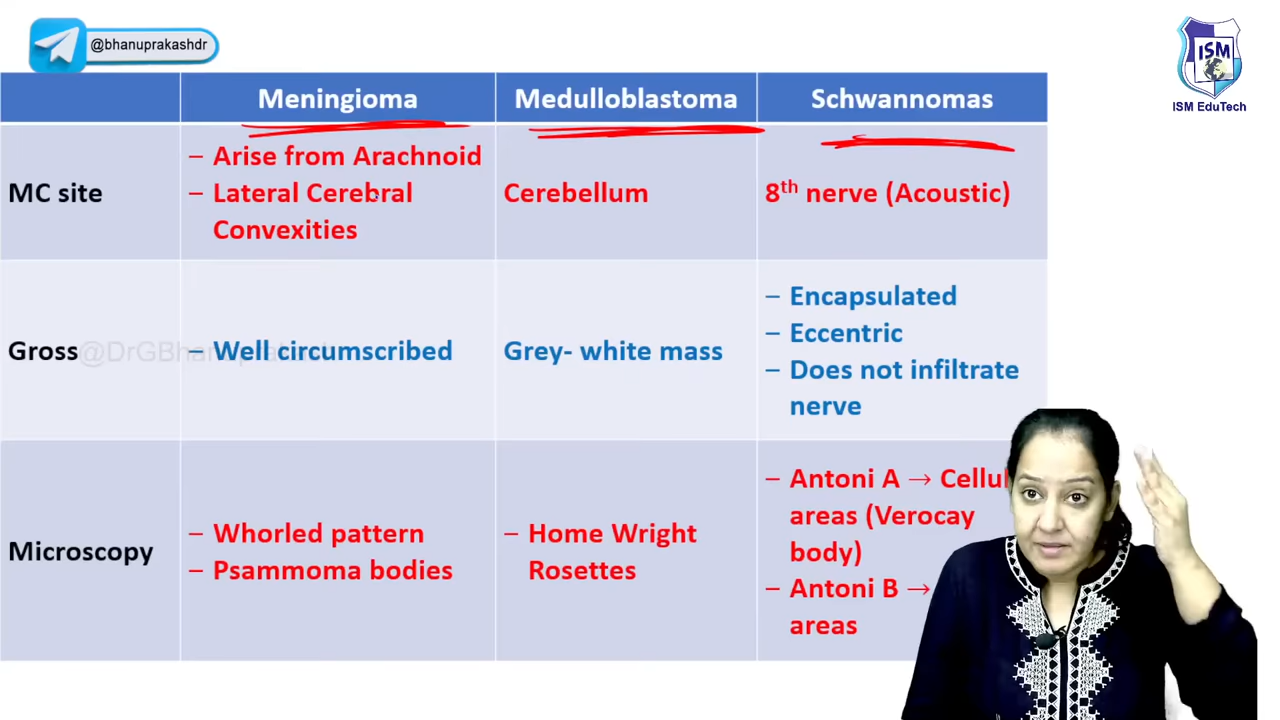 @bhanuprakashdr
ISM
ISM EduTech
Meningioma
Medulloblastoma
Schwannomas
MC site
– Arise from Arachnoid
– Lateral Cerebral
Convexities
Cerebellum
8th nerve (Acoustic)
Gross
– Well circumscribed
Grey- white mass
– Encapsulated
– Eccentric
– Does not infiltrate
nerve
Microscopy
– Whorled pattern
– Psammoma bodies
– Home Wright
Rosettes
– Antoni A →
areas (Verocay
body)
– Antoni B →
areas